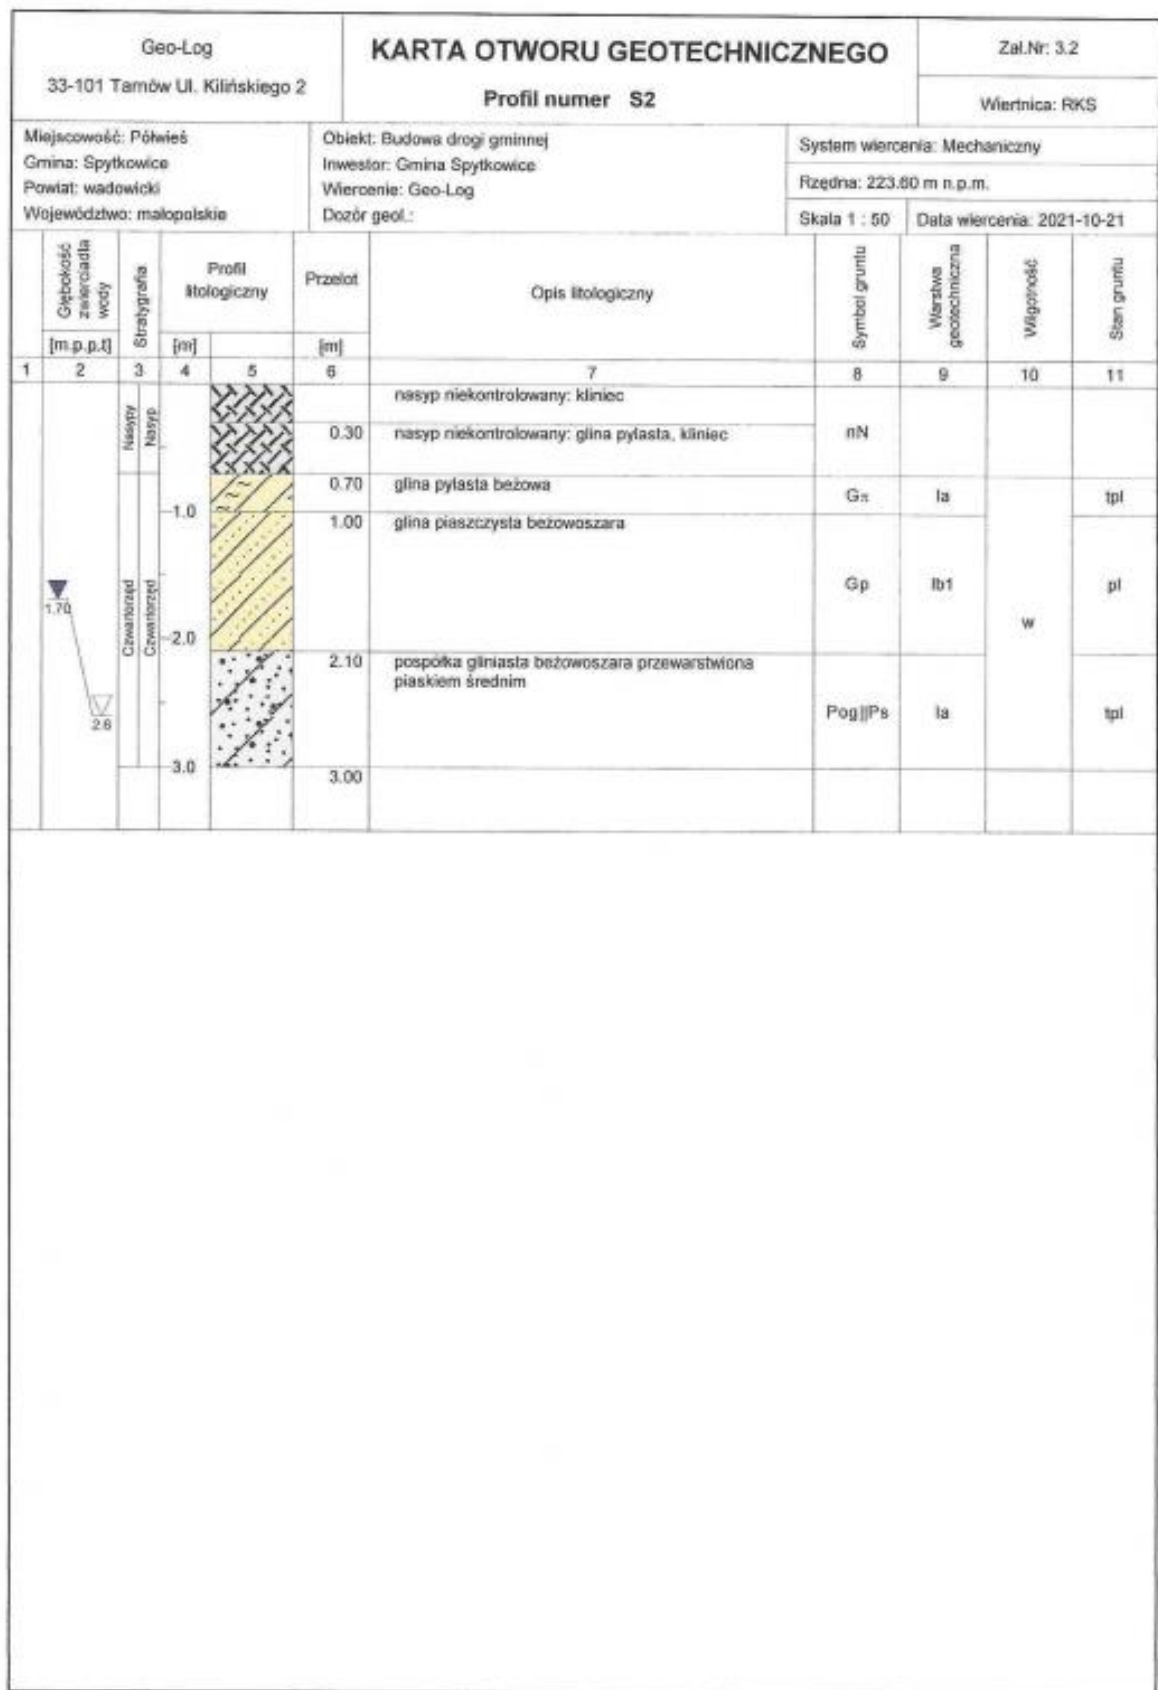 Geo-Log
33-101 Tarnów Ul. Kilińskiego 2
KARTA OTWORU GEOTECHNICZNEGO
Profil numer S2
Zał.Nr: 3.2
Wiertnica: RKS
Miejscowość: Półwieś
Gmina: Spytkowice
Powiat: wadowicki
Województwo: małopolskie
Obiekt: Budowa drogi gminnej
Inwestor: Gmina Spytkowice
Wiercenie: Geo-Log
Dozór geol.:
System wiercenia: Mechaniczny
Rzędna: 223.60 m n.p.m.
Skala 1 : 50
Data wiercenia: 2021-10-21
Głębokość
zwierciadła
wody
[m.p.p.t]
Stratygrafia
Profil
litologiczny
[m]
Przelot
[m]
Opis litologiczny
Symbol gruntu
Warstwa
geotechniczna
Wilgotność
Stan gruntu
1 2 3 4 5 6 7 8 9 10 11
nasyp niekontrolowany: kliniec
Nasypy
Nasyp
0.30 nasyp niekontrolowany: glina pylasta, kliniec nN
0.70 glina pylasta beżowa Gπ Ia tpl
1.0
1.00 glina piaszczysta beżowoszara
Gp Ib1 pl
1.70
Czwartorzęd
Czwartorzęd
w
2.0
2.10 pospółka gliniasta beżowoszara przewarstwiona
piaskiem średnim
Pog||Ps Ia tpl
2.6
3.0
3.00